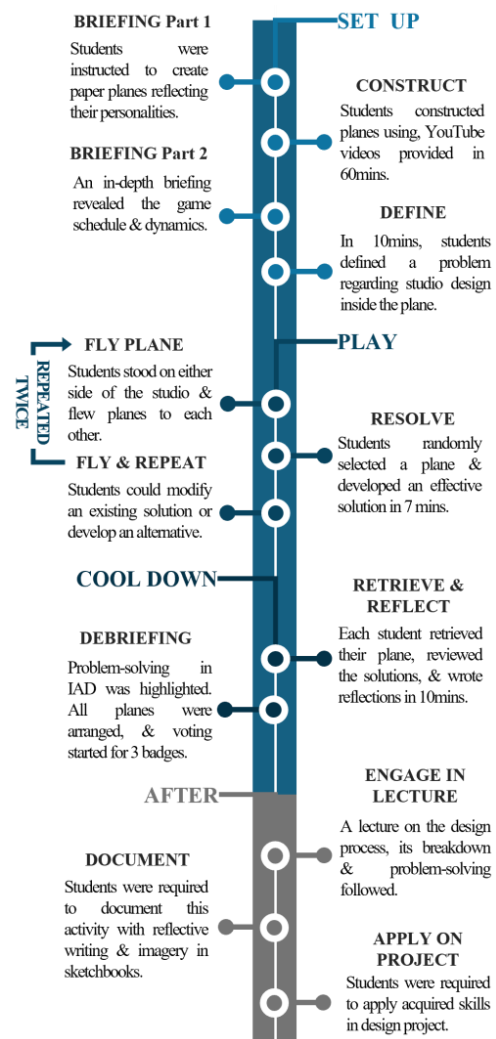 SET UP
BRIEFING Part 1
Students were
instructed to create
paper planes reflecting
their personalities.
CONSTRUCT
Students constructed
planes using, YouTube
videos provided in
60mins.
BRIEFING Part 2
An in-depth briefing
revealed the game
schedule & dynamics.
DEFINE
In 10mins, students
defined a problem
regarding studio design
inside the plane.
PLAY
REPEATED
TWICE
FLY PLANE
Students stood on either
side of the studio &
flew planes to each
other.
RESOLVE
Students randomly
selected a plane &
developed an effective
solution in 7 mins.
FLY & REPEAT
Students could modify
an existing solution or
develop an alternative.
COOL DOWN
RETRIEVE &
REFLECT
Each student retrieved
their plane, reviewed
the solutions, & wrote
reflections in 10mins.
DEBRIEFING
Problem-solving in
IAD was highlighted.
All planes were
arranged, & voting
started for 3 badges.
AFTER
ENGAGE IN
LECTURE
A lecture on the design
process, its breakdown
& problem-solving
followed.
DOCUMENT
Students were required
to document this
activity with reflective
writing & imagery in
sketchbooks.
APPLY ON
PROJECT
Students were required
to apply acquired skills
in design project.